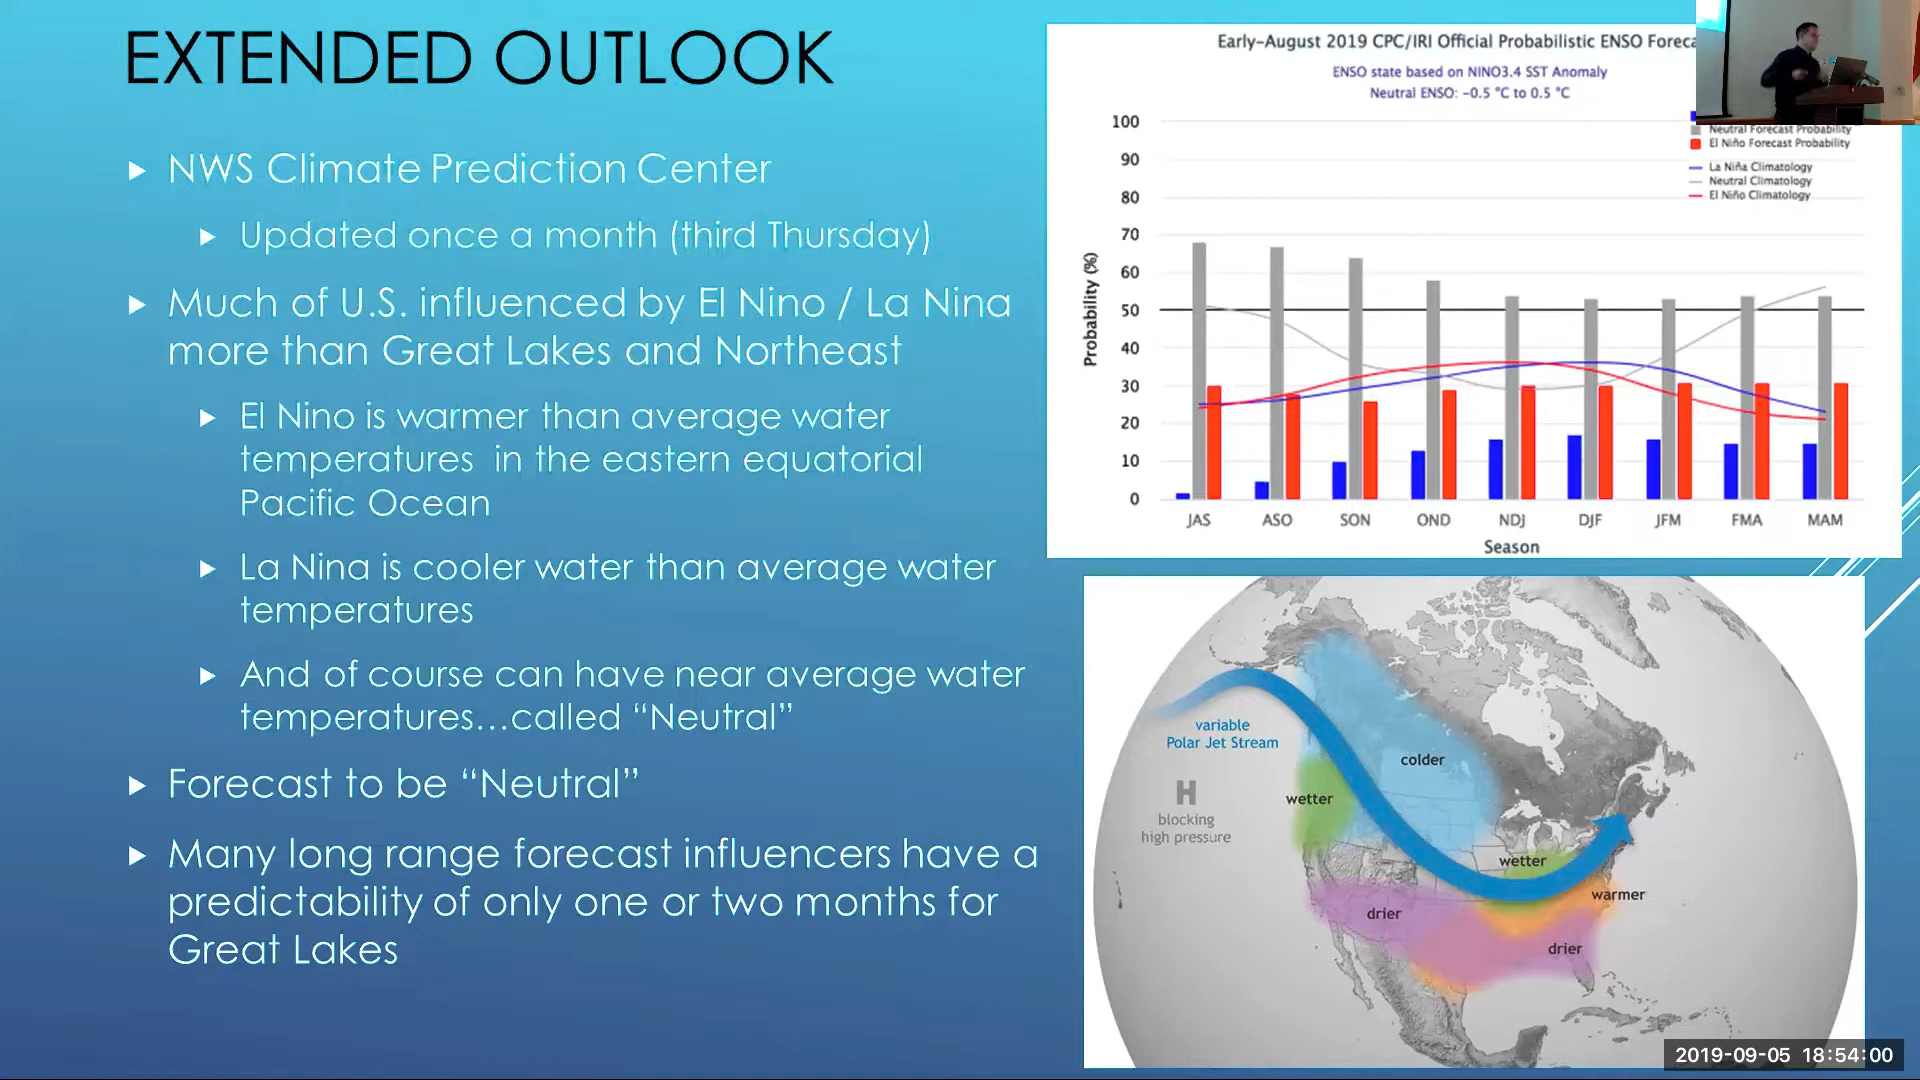 EXTENDED OUTLOOK
NWS Climate Prediction Center
Updated once a month (third Thursday)
Much of U.S. influenced by El Nino / La Nina
more than Great Lakes and Northeast
El Nino is warmer than average water
temperatures in the eastern equatorial
Pacific Ocean
La Nina is cooler water than average water
temperatures
And of course can have near average water
temperatures...called “Neutral”
Forecast to be “Neutral”
Many long range forecast influencers have a
predictability of only one or two months for
Great Lakes
Early-August 2019 CPC/IRI Official Probabilistic ENSO Foreca
ENSO state based on NINO3.4 SST Anomaly
Neutral ENSO: -0.5 °C to 0.5 °C
Neutral Forecast Probability
El Niño Forecast Probability
La Niña Climatology
Neutral Climatology
El Niño Climatology
Probability (%)
100
90
80
70
60
50
40
30
20
10
0
JAS ASO SON OND NDJ DJF JFM FMA MAM
Season
variable
Polar Jet Stream
H
blocking
high pressure
wetter
colder
wetter
warmer
drier
drier
2019-09-05 18:54:00